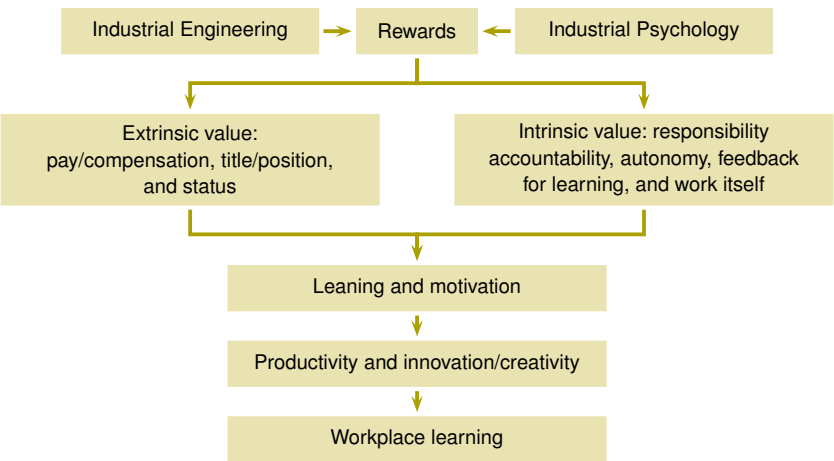 Industrial Engineering
Rewards
Industrial Psychology
Extrinsic value:
pay/compensation, title/position,
and status
Intrinsic value: responsibility
accountability, autonomy, feedback
for learning, and work itself
Leaning and motivation
Productivity and innovation/creativity
Workplace learning